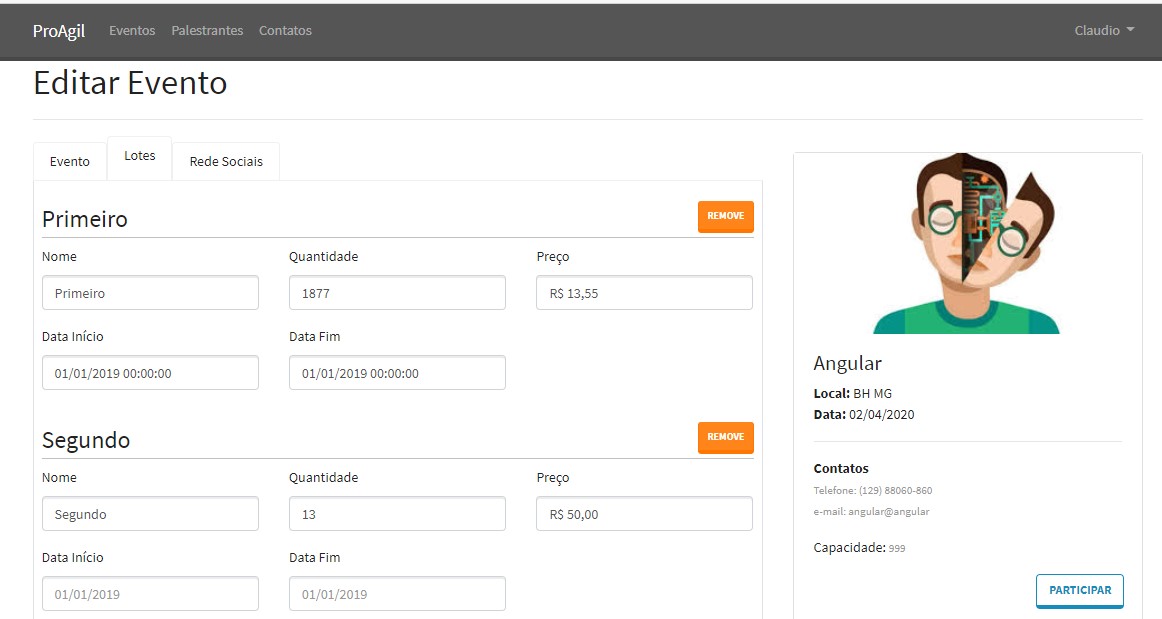 ProAgil Eventos Palestrantes Contatos Claudio
Editar Evento
Evento Lotes Rede Sociais
Primeiro REMOVE
Nome Quantidade Preço
Primeiro 1877 R$ 13,55
Data Início Data Fim
01/01/2019 00:00:00 01/01/2019 00:00:00
Segundo REMOVE
Nome Quantidade Preço
Segundo 13 R$ 50,00
Data Início Data Fim
01/01/2019 01/01/2019
Angular
Local: BH MG
Data: 02/04/2020
Contatos
Telefone: (129) 88060-860
e-mail: angular@angular
Capacidade: 999
PARTICIPAR